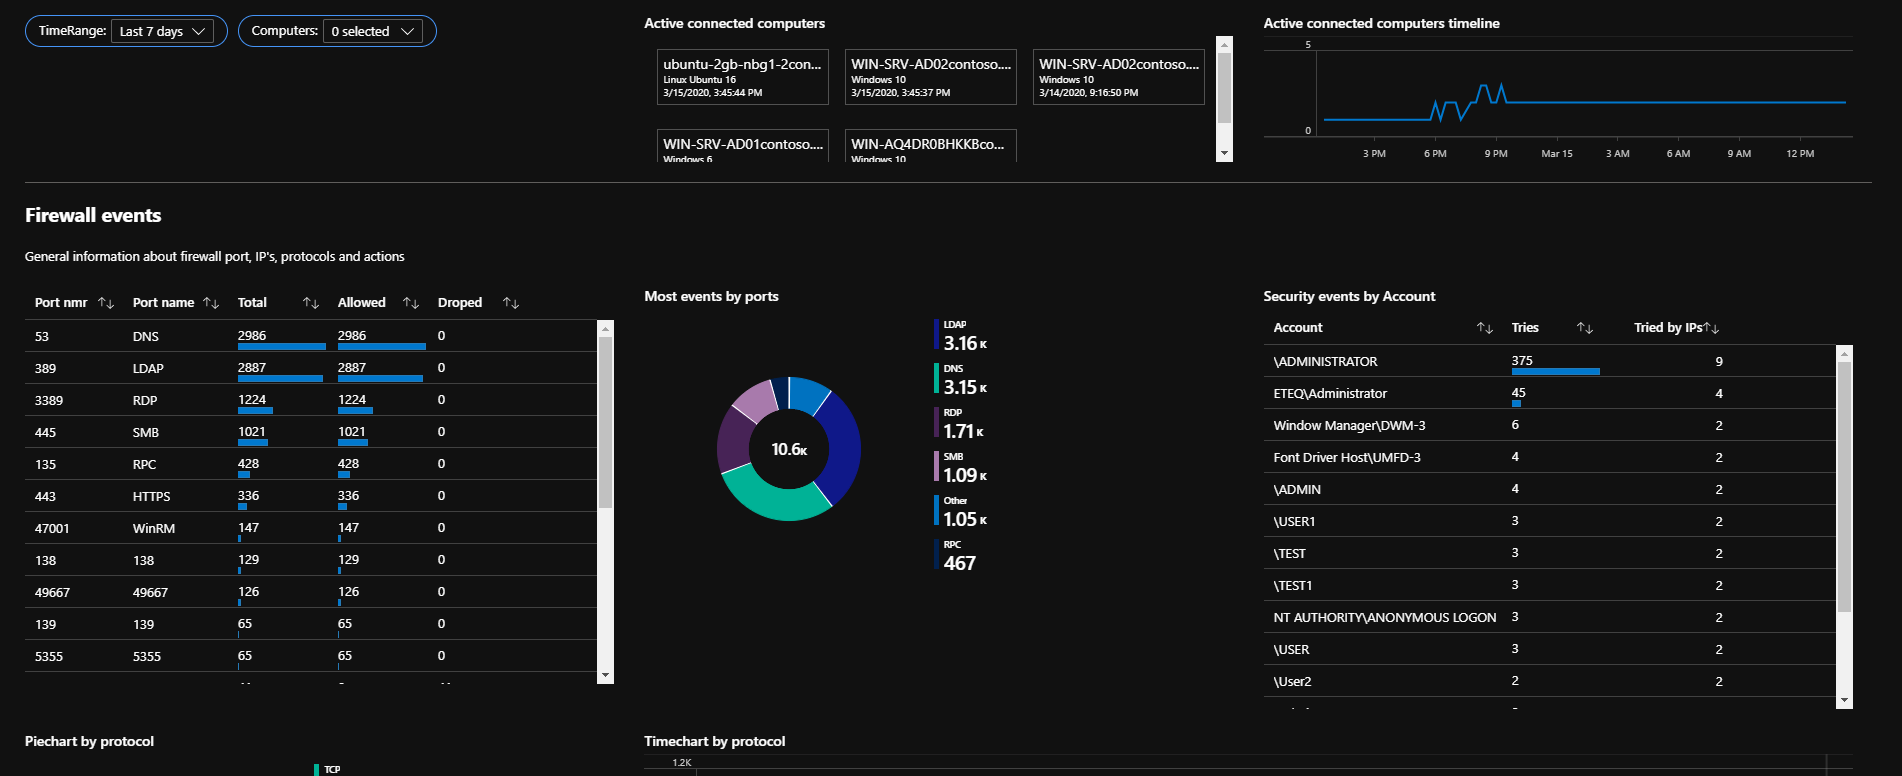 TimeRange: Last 7 days
Computers: 0 selected
Active connected computers
ubuntu-2gb-nbg1-2con...
Linux Ubuntu 16
3/15/2020, 3:45:44 PM
WIN-SRV-AD02contoso....
Windows 10
3/15/2020, 3:45:37 PM
WIN-SRV-AD02contoso....
Windows 10
3/14/2020, 9:16:50 PM
WIN-SRV-AD01contoso....
Windows 6
WIN-AQ4DR0BHKKBco...
Windows 10
Active connected computers timeline
5
0
3 PM 6 PM 9 PM Mar 15 3 AM 6 AM 9 AM 12 PM
Firewall events
General information about firewall port, IP's, protocols and actions
Port nmr Port name Total Allowed Droped
53 DNS 2986 2986 0
389 LDAP 2887 2887 0
3389 RDP 1224 1224 0
445 SMB 1021 1021 0
135 RPC 428 428 0
443 HTTPS 336 336 0
47001 WinRM 147 147 0
138 138 129 129 0
49667 49667 126 126 0
139 139 65 65 0
5355 5355 65 65 0
Most events by ports
10.6K
LDAP
3.16 K
DNS
3.15 K
RDP
1.71 K
SMB
1.09 K
Other
1.05 K
RPC
467
Security events by Account
Account Tries Tried by IPs
\ADMINISTRATOR 375 9
ETEQ\Administrator 45 4
Window Manager\DWM-3 6 2
Font Driver Host\UMFD-3 4 2
\ADMIN 4 2
\USER1 3 2
\TEST 3 2
\TEST1 3 2
NT AUTHORITY\ANONYMOUS LOGON 3 2
\USER 3 2
\User2 2 2
Piechart by protocol
TCP
Timechart by protocol
1.2K